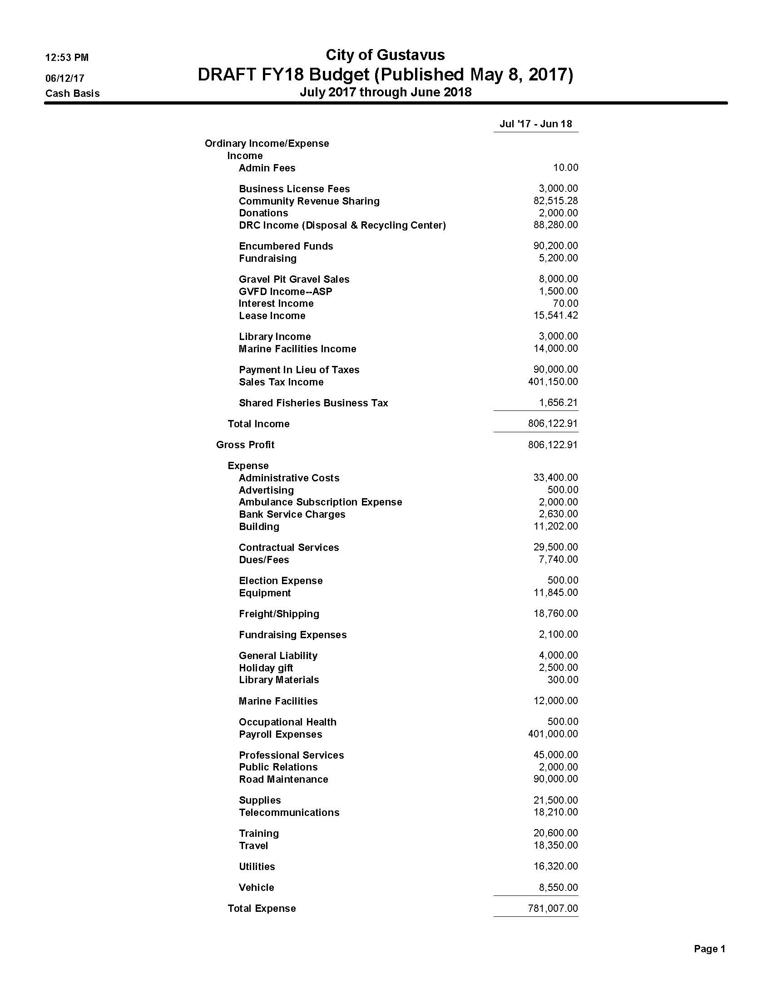 12:53 PM
06/12/17
Cash Basis
City of Gustavus
DRAFT FY18 Budget (Published May 8, 2017)
July 2017 through June 2018
Jul '17 - Jun 18
Ordinary Income/Expense
Income
Admin Fees 10.00
Business License Fees 3,000.00
Community Revenue Sharing 82,515.28
Donations 2,000.00
DRC Income (Disposal & Recycling Center) 88,280.00
Encumbered Funds 90,200.00
Fundraising 5,200.00
Gravel Pit Gravel Sales 8,000.00
GVFD Income--ASP 1,500.00
Interest Income 70.00
Lease Income 15,541.42
Library Income 3,000.00
Marine Facilities Income 14,000.00
Payment In Lieu of Taxes 90,000.00
Sales Tax Income 401,150.00
Shared Fisheries Business Tax 1,656.21
Total Income 806,122.91
Gross Profit 806,122.91
Expense
Administrative Costs 33,400.00
Advertising 500.00
Ambulance Subscription Expense 2,000.00
Bank Service Charges 2,630.00
Building 11,202.00
Contractual Services 29,500.00
Dues/Fees 7,740.00
Election Expense 500.00
Equipment 11,845.00
Freight/Shipping 18,760.00
Fundraising Expenses 2,100.00
General Liability 4,000.00
Holiday gift 2,500.00
Library Materials 300.00
Marine Facilities 12,000.00
Occupational Health 500.00
Payroll Expenses 401,000.00
Professional Services 45,000.00
Public Relations 2,000.00
Road Maintenance 90,000.00
Supplies 21,500.00
Telecommunications 18,210.00
Training 20,600.00
Travel 18,350.00
Utilities 16,320.00
Vehicle 8,550.00
Total Expense 781,007.00
Page 1